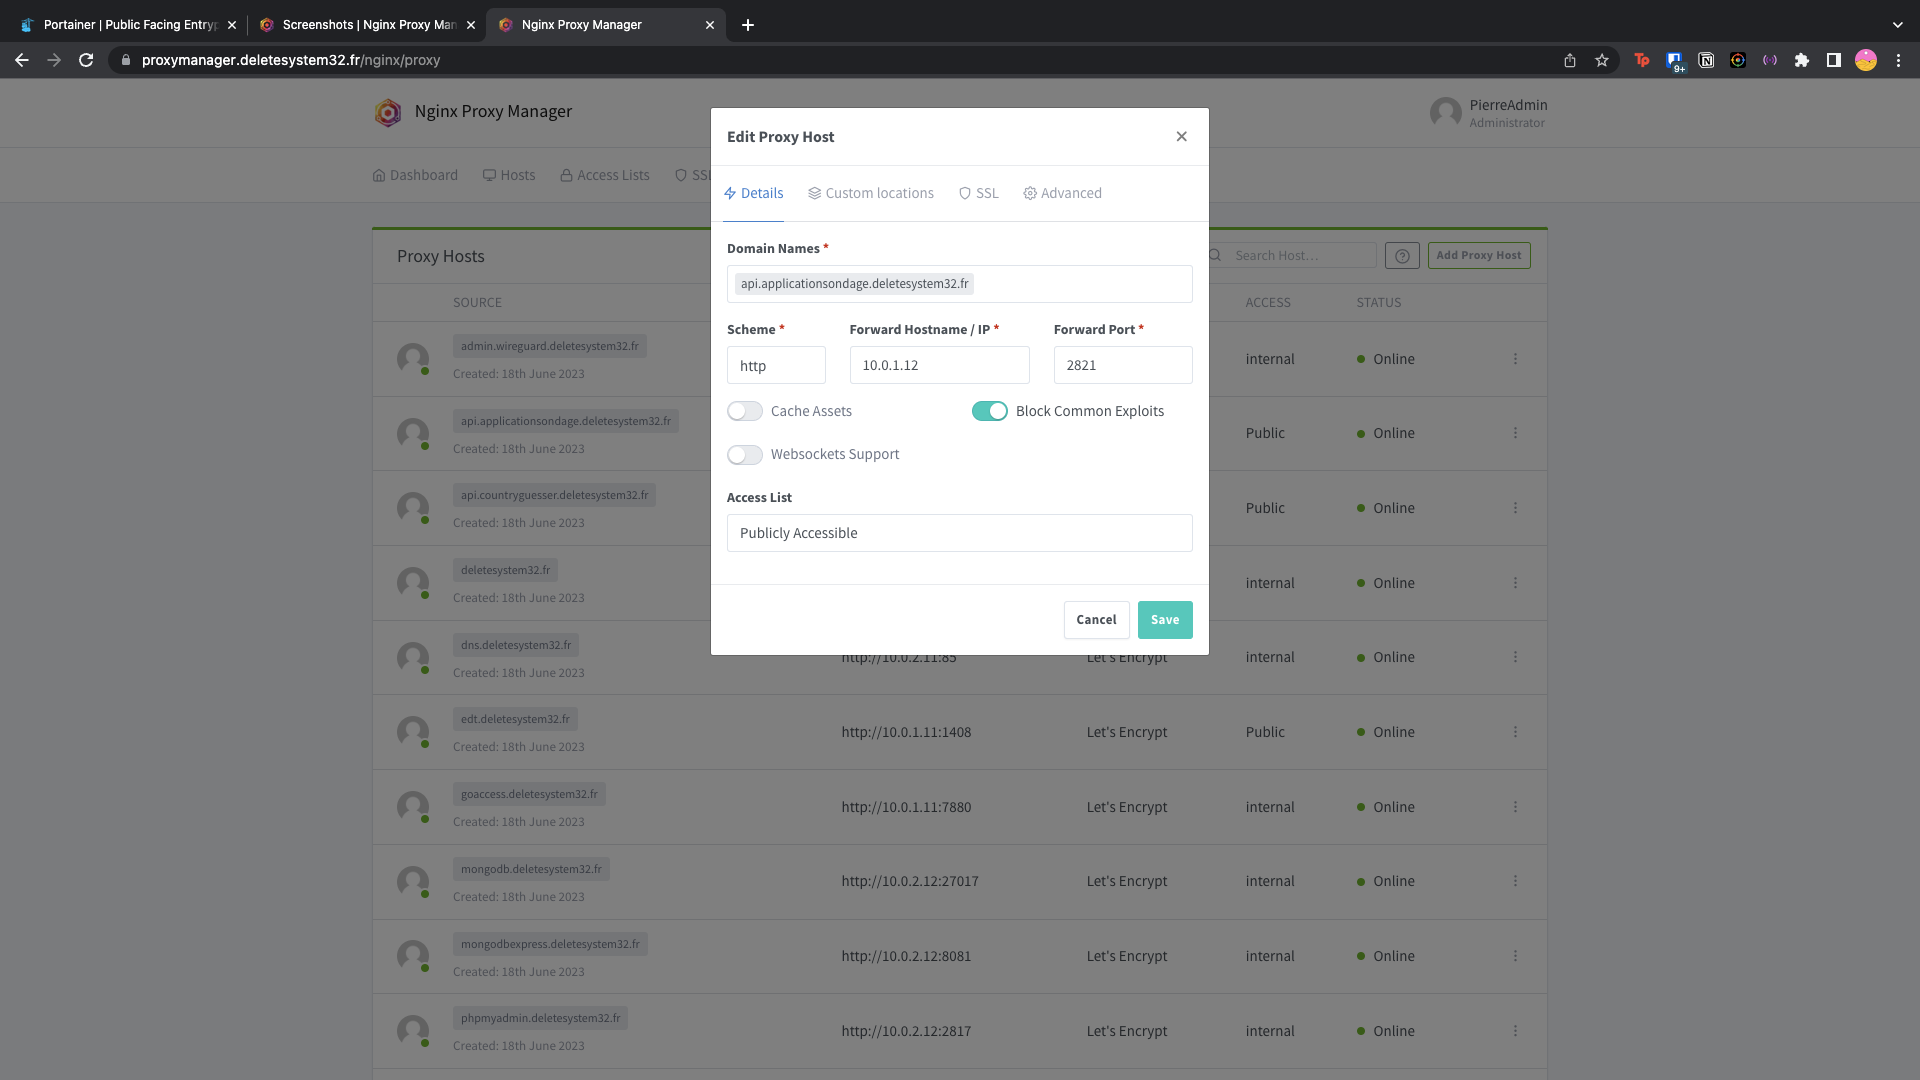 Portainer | Public Facing Entryp
Screenshots | Nginx Proxy Man
Nginx Proxy Manager
proxymanager.deletesystem32.fr/nginx/proxy
Tp
9+
Nginx Proxy Manager
PierreAdmin
Administrator
Dashboard
Hosts
Access Lists
SSL
Proxy Hosts
Search Host…
Add Proxy Host
SOURCE
ACCESS
STATUS
admin.wireguard.deletesystem32.fr
Created: 18th June 2023
internal
Online
api.applicationsondage.deletesystem32.fr
Created: 18th June 2023
Public
Online
api.countryguesser.deletesystem32.fr
Created: 18th June 2023
Public
Online
deletesystem32.fr
Created: 18th June 2023
internal
Online
dns.deletesystem32.fr
Created: 18th June 2023
http://10.0.2.11:85
Let's Encrypt
internal
Online
edt.deletesystem32.fr
Created: 18th June 2023
http://10.0.1.11:1408
Let's Encrypt
Public
Online
goaccess.deletesystem32.fr
Created: 18th June 2023
http://10.0.1.11:7880
Let's Encrypt
internal
Online
mongodb.deletesystem32.fr
Created: 18th June 2023
http://10.0.2.12:27017
Let's Encrypt
internal
Online
mongodbexpress.deletesystem32.fr
Created: 18th June 2023
http://10.0.2.12:8081
Let's Encrypt
internal
Online
phpmyadmin.deletesystem32.fr
Created: 18th June 2023
http://10.0.2.12:2817
Let's Encrypt
internal
Online
Edit Proxy Host
Details
Custom locations
SSL
Advanced
Domain Names *
api.applicationsondage.deletesystem32.fr
Scheme *
Forward Hostname / IP *
Forward Port *
http
10.0.1.12
2821
Cache Assets
Block Common Exploits
Websockets Support
Access List
Publicly Accessible
Cancel
Save